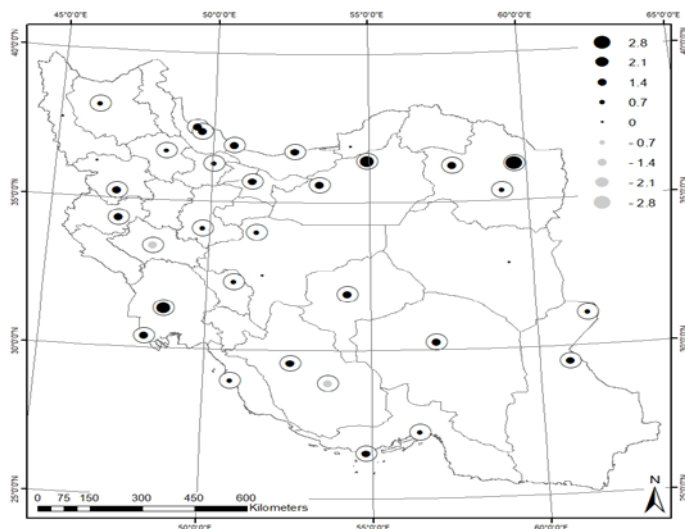 45°0'0"E 50°0'0"E 55°0'0"E 60°0'0"E 65°0'0"E
40°0'0"N
2.8
2.1
1.4
0.7
0
- 0.7
- 1.4
- 2.1
- 2.8
35°0'0"N
30°0'0"N
25°0'0"N
N
0 75 150 300 450 600
Kilometers
50°0'0"E 55°0'0"E 60°0'0"E